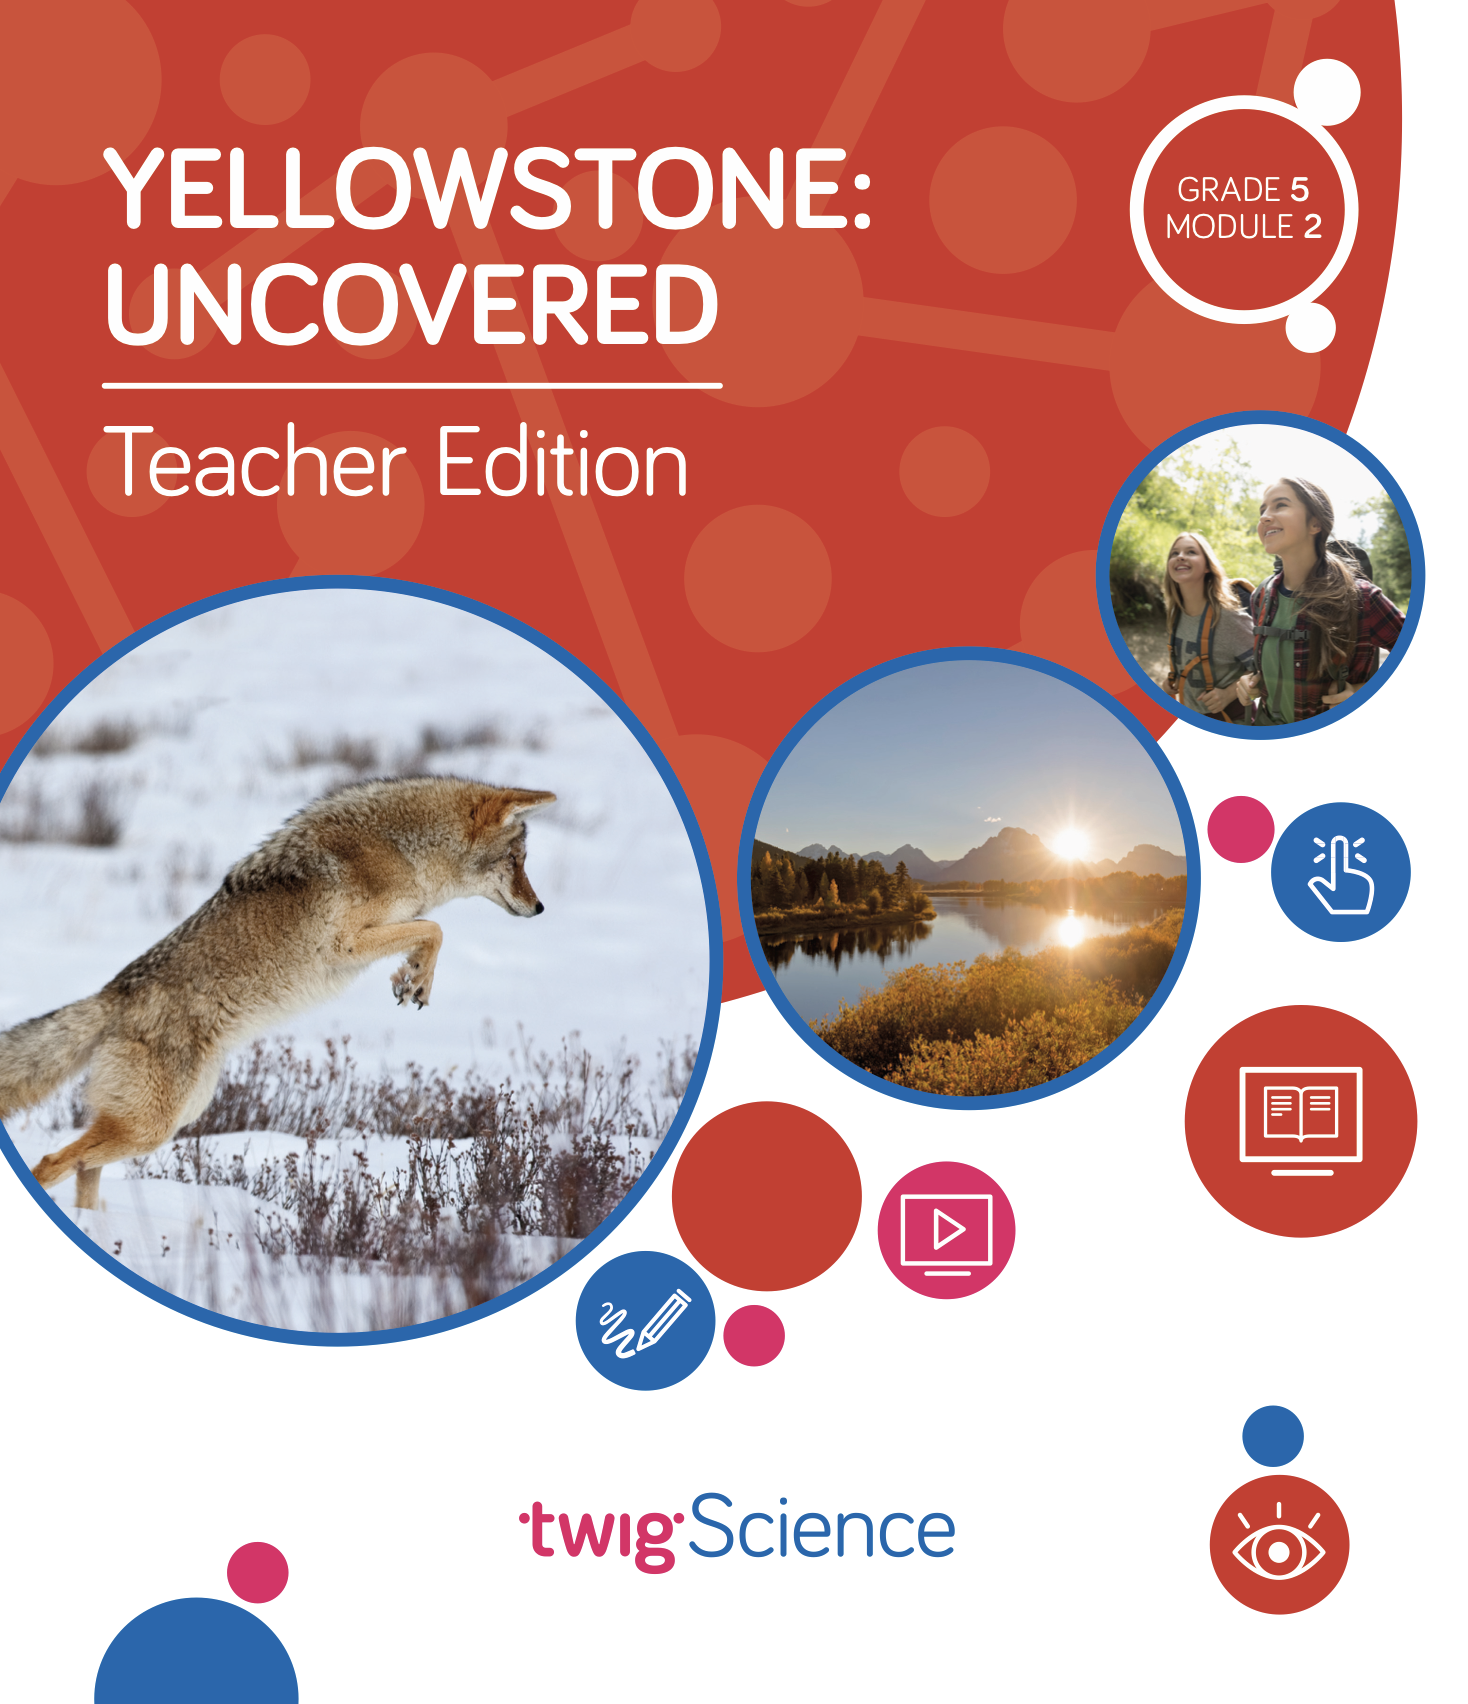 YELLOWSTONE:
UNCOVERED
Teacher Edition
GRADE 5
MODULE 2
twig Science